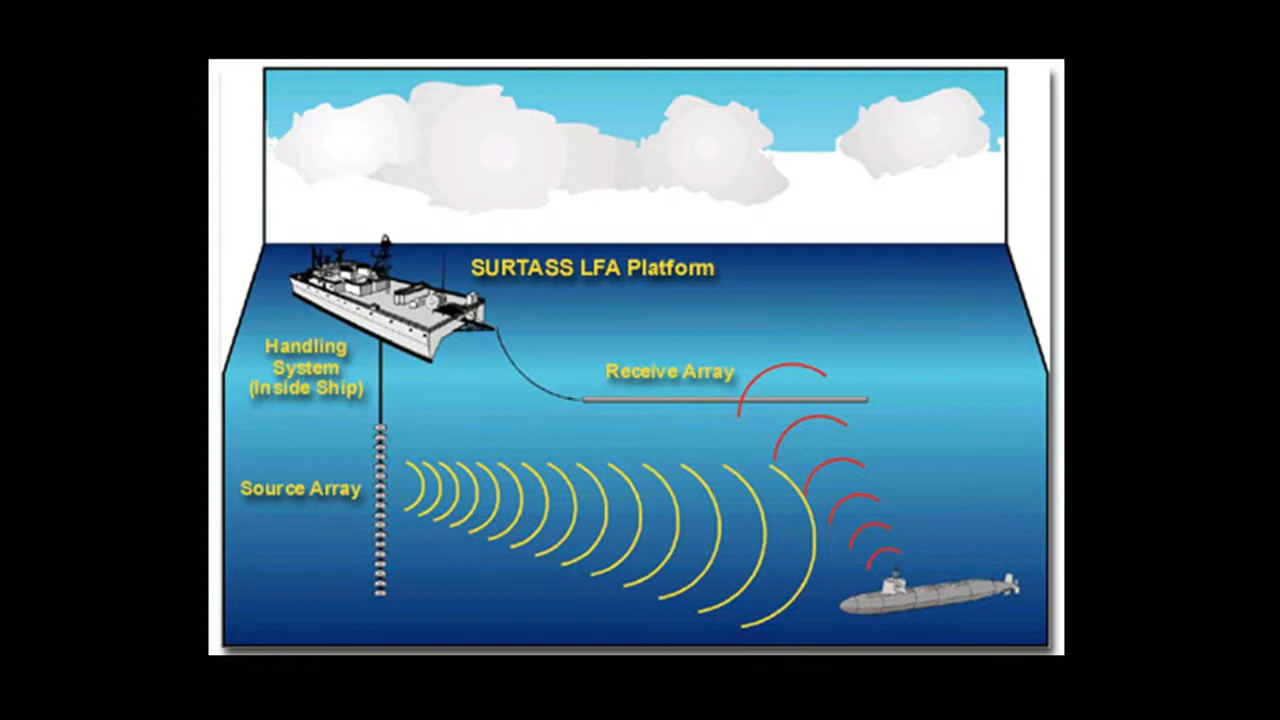 SURTASS LFA Platform
Handling
System
(Inside Ship)
Receive Array
Source Array